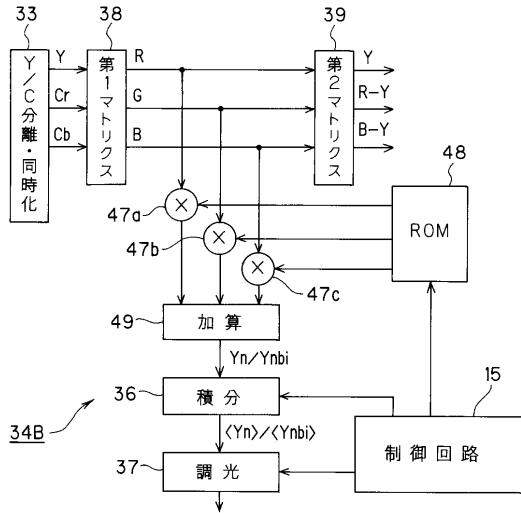 33
38
39
Y/C分離・同時化
Y
Cr
Cb
第1マトリクス
R
G
B
第2マトリクス
Y
R-Y
B-Y
48
ROM
×
47a
×
47b
×
47c
49
加算
Yn/Ynbi
36
積分
15
制御回路
34B
〈Yn〉/〈Ynbi〉
37
調光